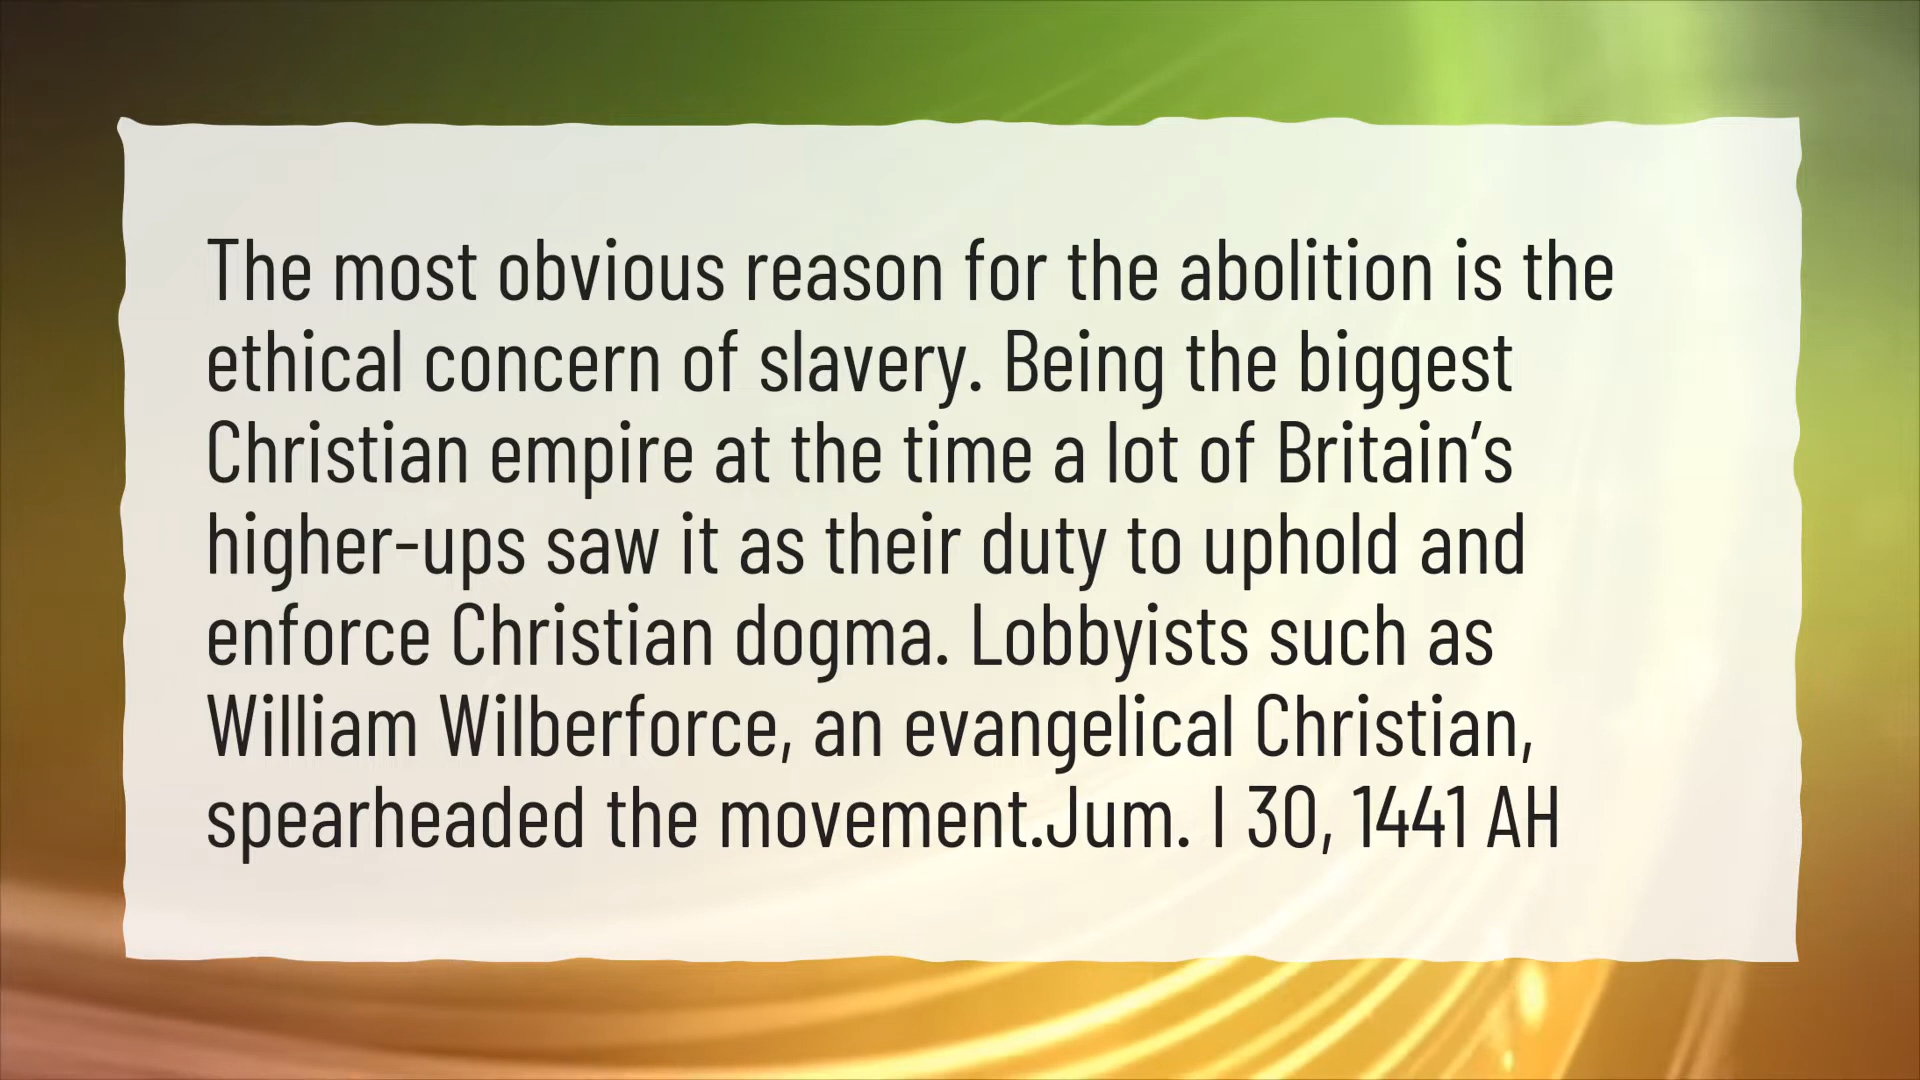 The most obvious reason for the abolition is the
ethical concern of slavery. Being the biggest
Christian empire at the time a lot of Britain’s
higher-ups saw it as their duty to uphold and
enforce Christian dogma. Lobbyists such as
William Wilberforce, an evangelical Christian,
spearheaded the movement.Jum. I 30, 1441 AH